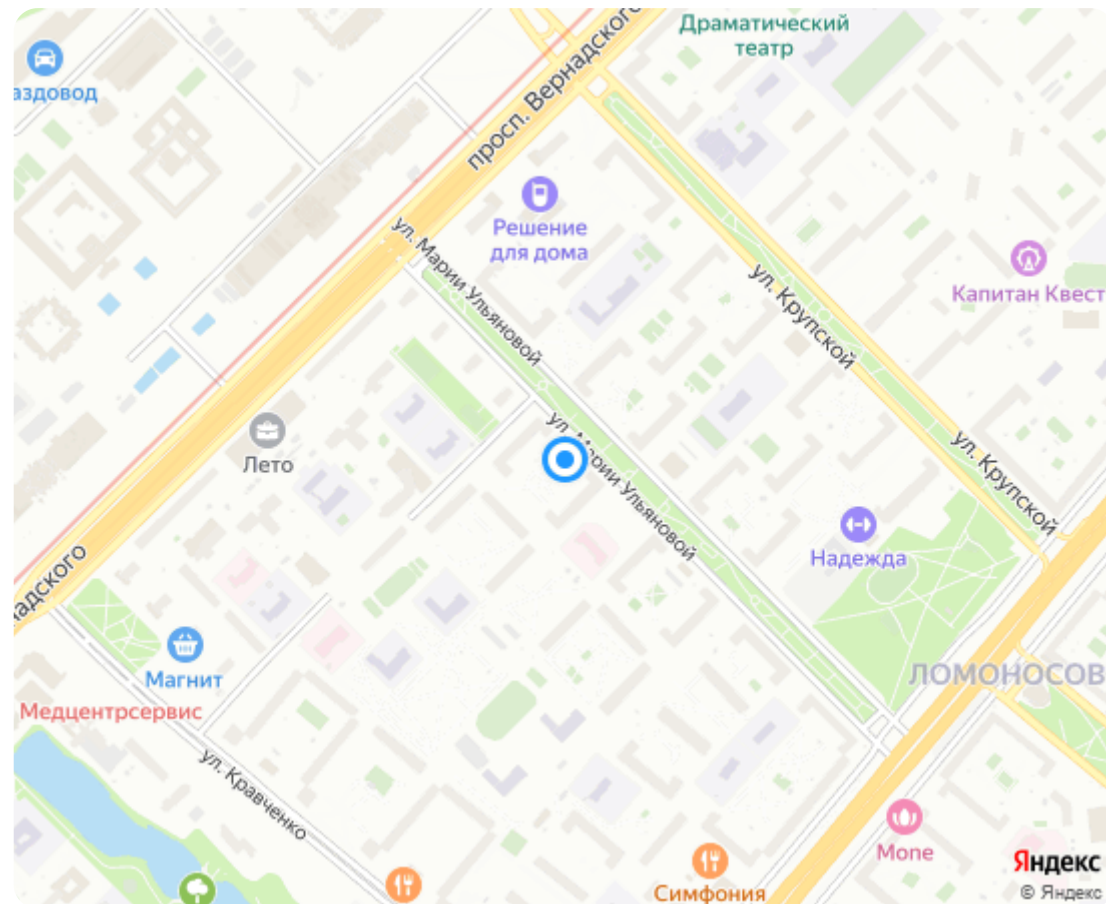 Драматический
театр
аздовод
просп. Вернадского
Решение
для дома
ул. Марии Ульяновой
ул. Крупской
Капитан Квест
ул. Марии Ульяновой
Лето
ул. Крупской
Надежда
надского
Магнит
ЛОМОНОСОВ
Медцентрсервис
ул. Кравченко
Mone
Симфония
Яндекс
© Яндекс